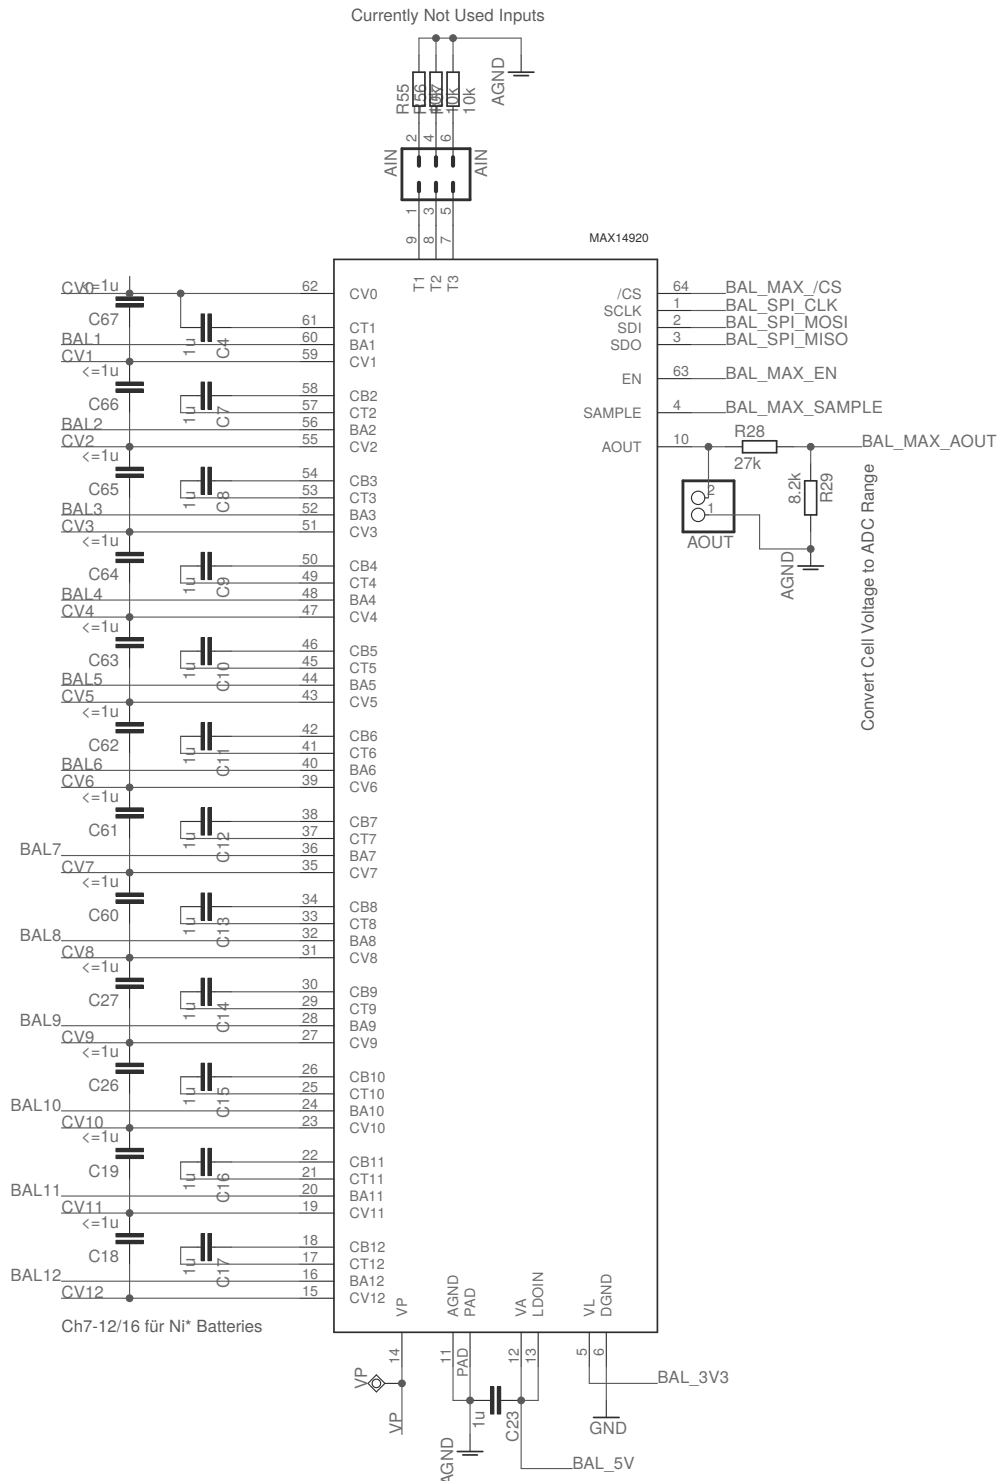 Currently Not Used Inputs
AGND
R55
R56
10k
10k
2
4
6
AIN
AIN
1
3
5
9
8
7
MAX14920
T1
T2
T3
CV0
<=1u
62
CV0
C67
61
CT1
1u
C4
BAL1
60
BA1
CV1
59
CV1
<=1u
C66
58
CB2
57
CT2
1u
C7
BAL2
56
BA2
CV2
55
CV2
<=1u
C65
54
CB3
53
CT3
1u
C8
BAL3
52
BA3
CV3
51
CV3
<=1u
C64
50
CB4
49
CT4
1u
C9
BAL4
48
BA4
CV4
47
CV4
<=1u
C63
46
CB5
45
CT5
1u
C10
BAL5
44
BA5
CV5
43
CV5
<=1u
C62
42
CB6
41
CT6
1u
C11
BAL6
40
BA6
CV6
39
CV6
<=1u
C61
38
CB7
37
CT7
1u
C12
BAL7
36
BA7
CV7
35
CV7
<=1u
C60
34
CB8
33
CT8
1u
C13
BAL8
32
BA8
CV8
31
CV8
<=1u
C27
30
CB9
29
CT9
1u
C14
BAL9
28
BA9
CV9
27
CV9
<=1u
C26
26
CB10
25
CT10
1u
C15
BAL10
24
BA10
CV10
23
CV10
<=1u
C19
22
CB11
21
CT11
1u
C16
BAL11
20
BA11
CV11
19
CV11
<=1u
C18
18
CB12
17
CT12
1u
C17
BAL12
16
BA12
CV12
15
CV12
Ch7-12/16 für Ni* Batteries
/CS
64
BAL_MAX_/CS
SCLK
1
BAL_SPI_CLK
SDI
2
BAL_SPI_MOSI
SDO
3
BAL_SPI_MISO
EN
63
BAL_MAX_EN
SAMPLE
4
BAL_MAX_SAMPLE
AOUT
10
R28
27k
BAL_MAX_AOUT
2
1
AOUT
8.2k
R29
AGND
Convert Cell Voltage to ADC Range
VP
AGND
PAD
VA
LDOIN
VL
DGND
14
11
PAD
12
13
5
6
VP
VP
1u
C23
AGND
BAL_3V3
GND
BAL_5V